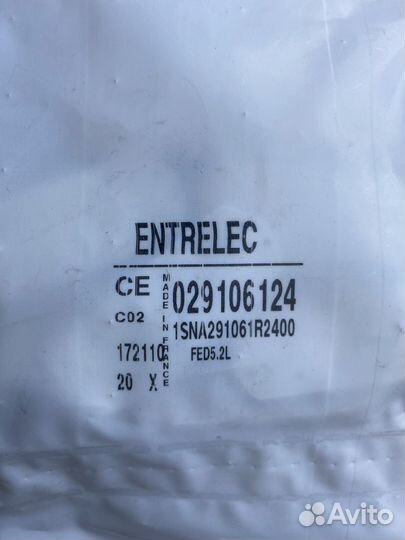 ENTRELEC
CE
MADE IN FRANCE
029106124
C02
1SNA291061R2400
172110
FED5.2L
20 X
Avito